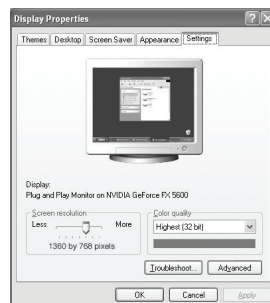 Display Properties
Themes Desktop Screen Saver Appearance Settings
Display:
Plug and Play Monitor on NVIDIA GeForce FX 5600
Screen resolution
Less More
1360 by 768 pixels
Color quality
Highest (32 bit)
Troubleshoot... Advanced
OK Cancel Apply